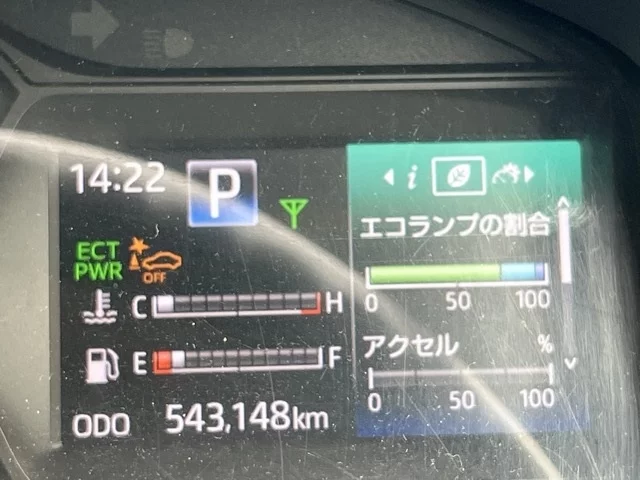 14:22 P
i
エコランプの割合
ECT
PWR
OFF
0 50 100
C H
アクセル %
E F
0 50 100
ODO 543,148km